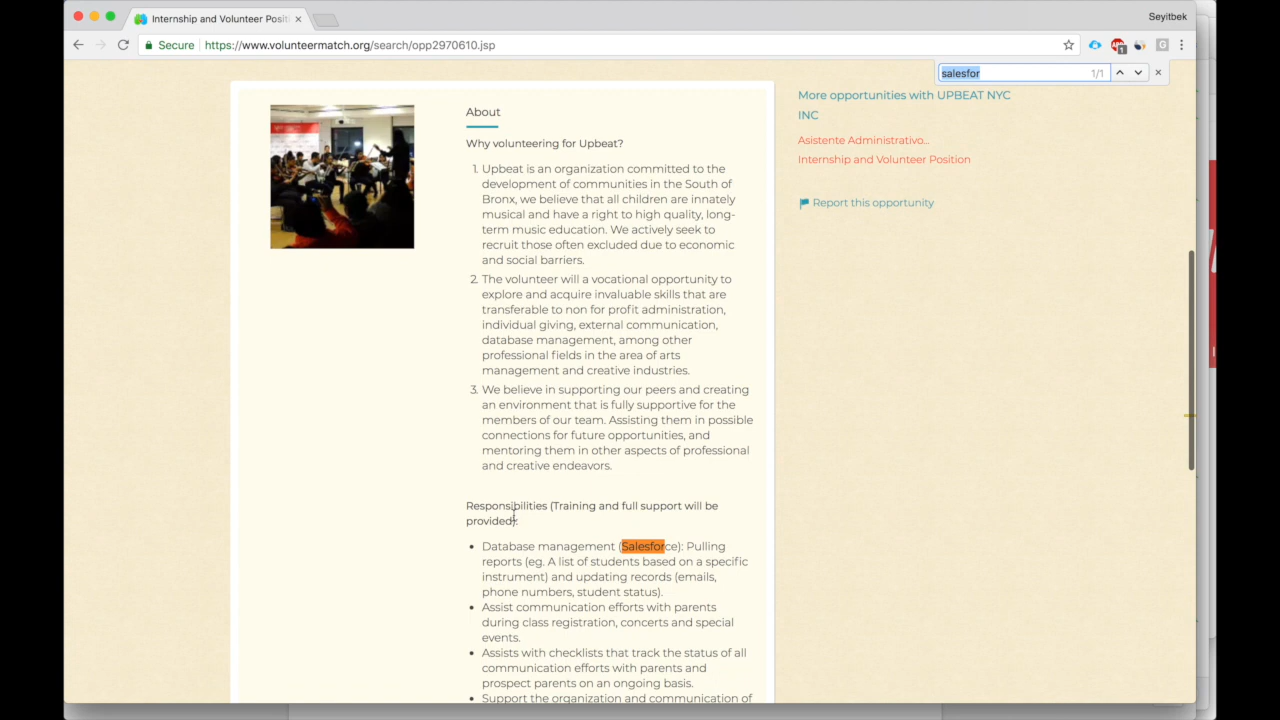 Internship and Volunteer Positi
Seyitbek
Secure
https://www.volunteermatch.org/search/opp2970610.jsp
1
G
salesfor 1/1
About
Why volunteering for Upbeat?
1. Upbeat is an organization committed to the
development of communities in the South of
Bronx, we believe that all children are innately
musical and have a right to high quality, long-
term music education. We actively seek to
recruit those often excluded due to economic
and social barriers.
2. The volunteer will a vocational opportunity to
explore and acquire invaluable skills that are
transferable to non for profit administration,
individual giving, external communication,
database management, among other
professional fields in the area of arts
management and creative industries.
3. We believe in supporting our peers and creating
an environment that is fully supportive for the
members of our team. Assisting them in possible
connections for future opportunities, and
mentoring them in other aspects of professional
and creative endeavors.
Responsibilities (Training and full support will be
provided):
• Database management (Salesforce): Pulling
reports (eg. A list of students based on a specific
instrument) and updating records (emails,
phone numbers, student status).
• Assist communication efforts with parents
during class registration, concerts and special
events.
• Assists with checklists that track the status of all
communication efforts with parents and
prospect parents on an ongoing basis.
• Support the organization and communication of
More opportunities with UPBEAT NYC
INC
Asistente Administrativo...
Internship and Volunteer Position
Report this opportunity